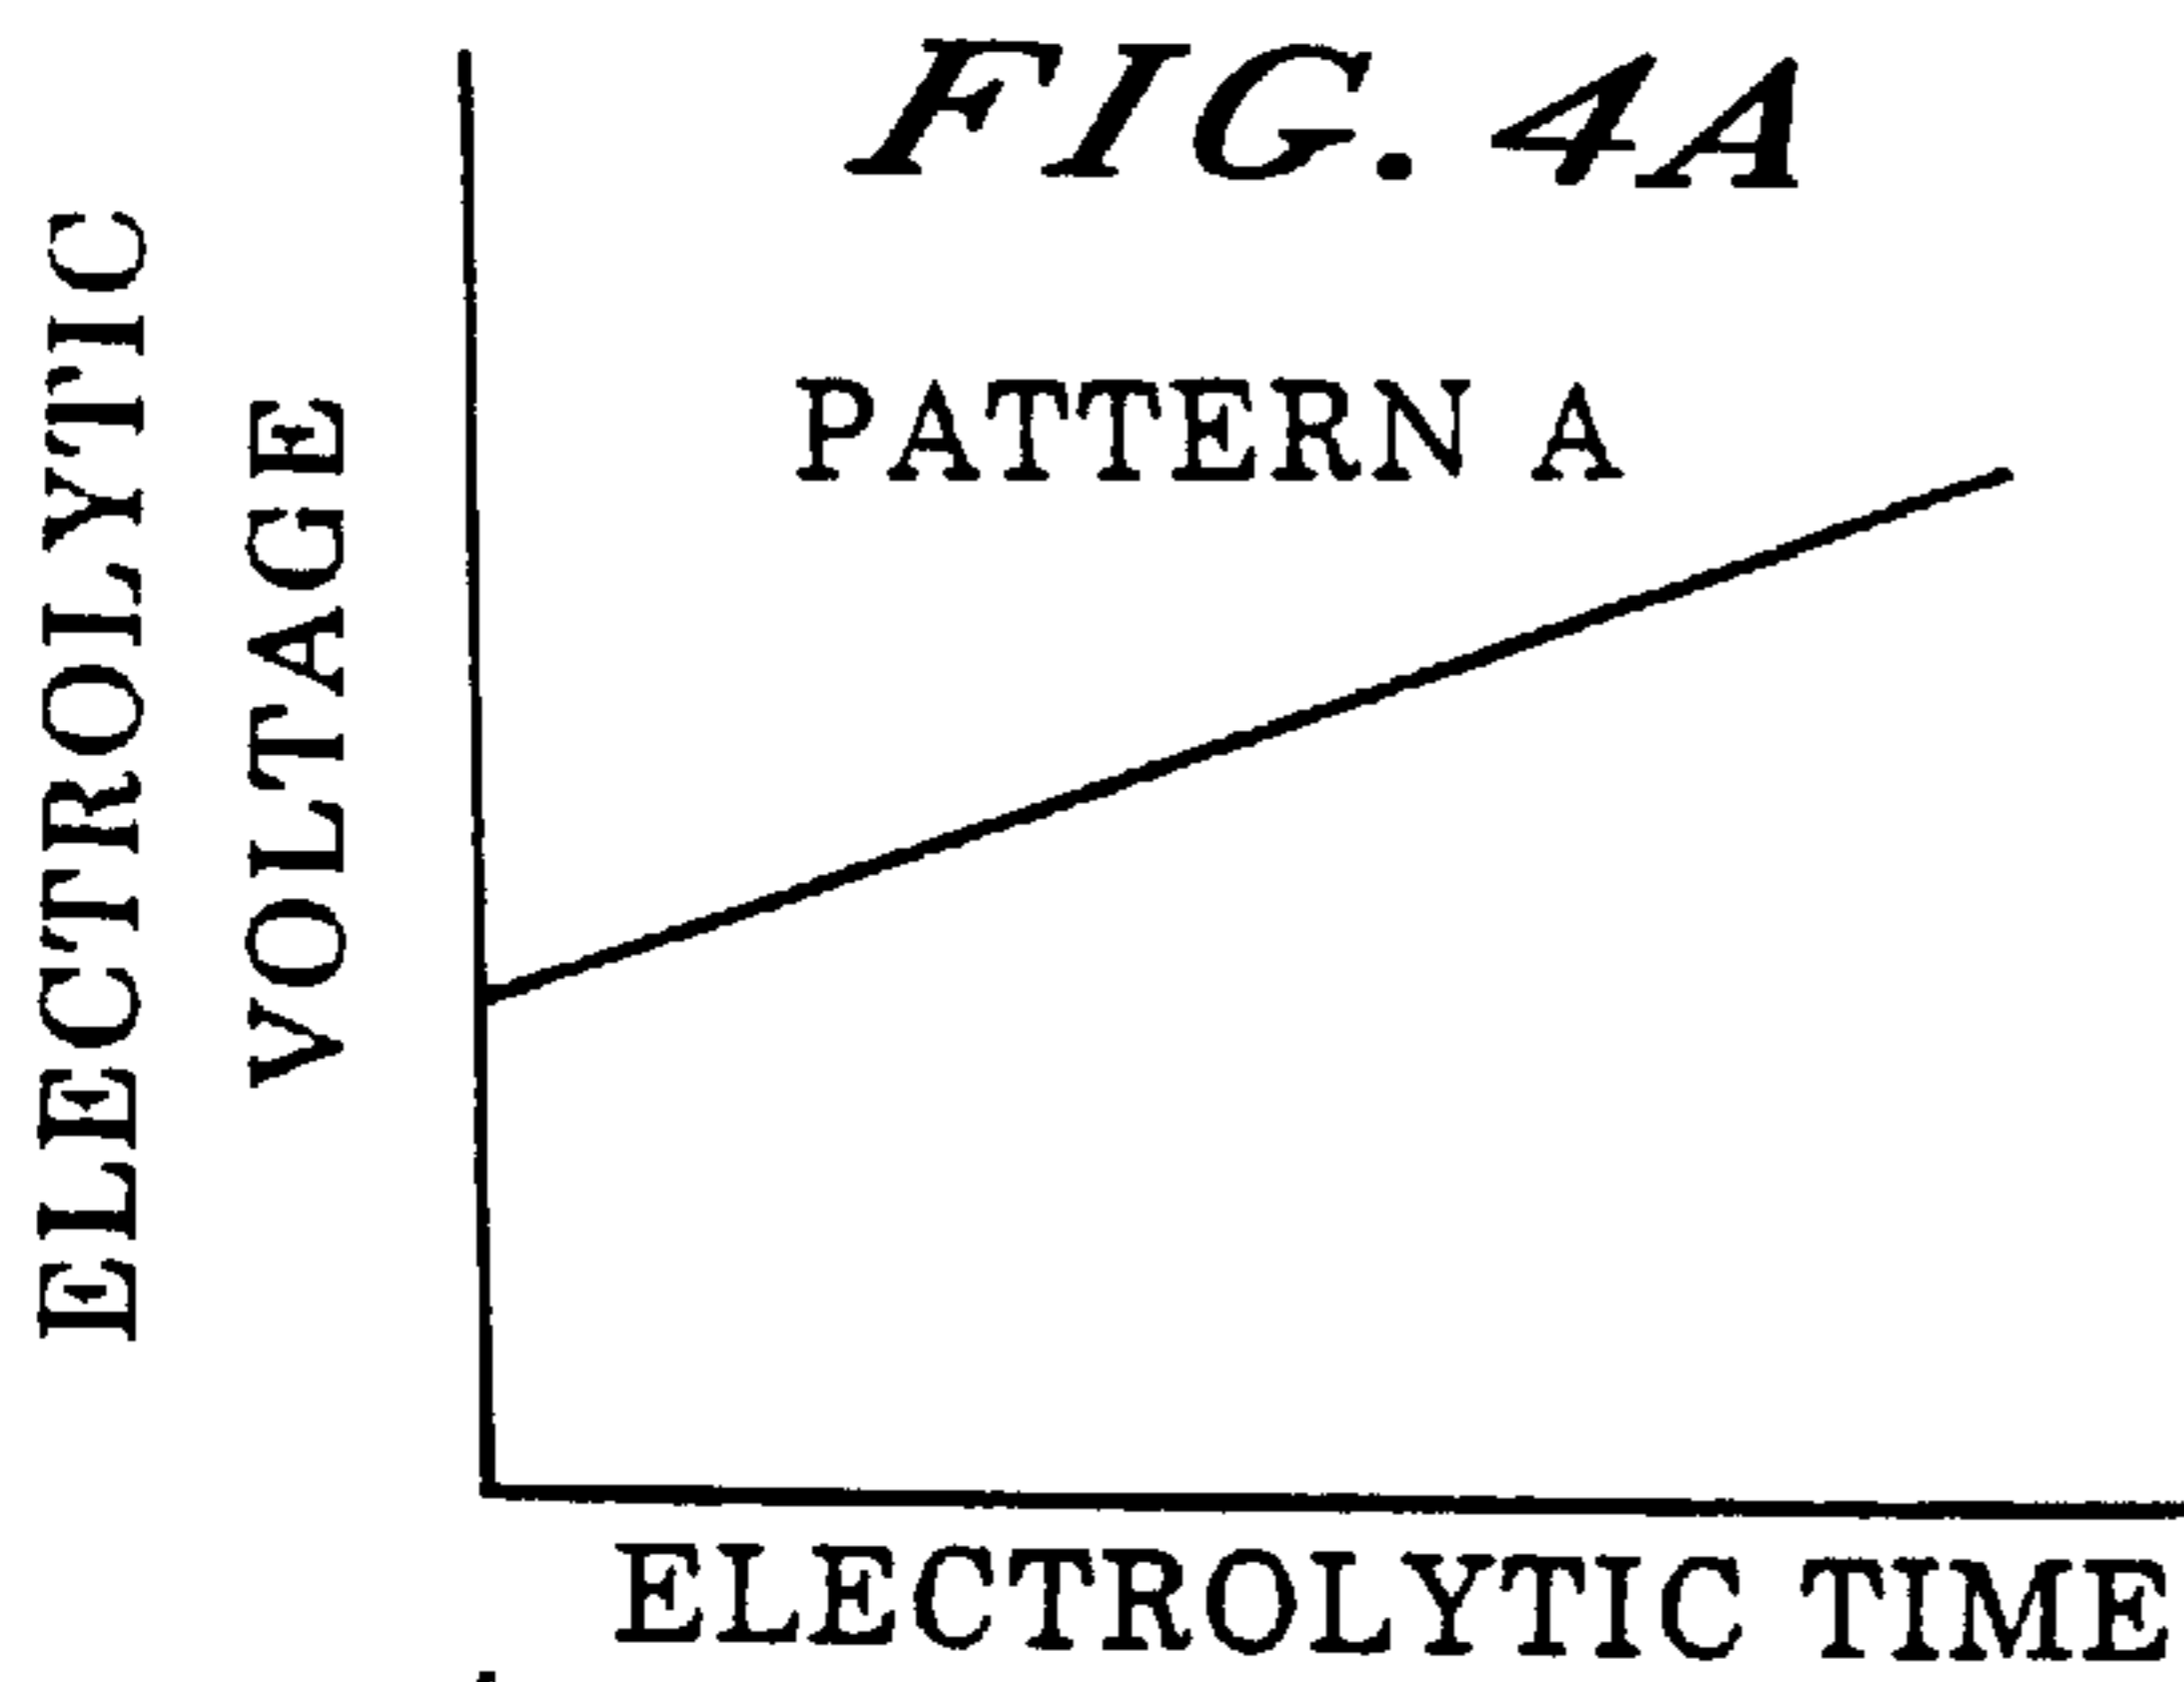 FIG. 4A
ELECTROLYTIC
VOLTAGE
PATTERN A
ELECTROLYTIC TIME